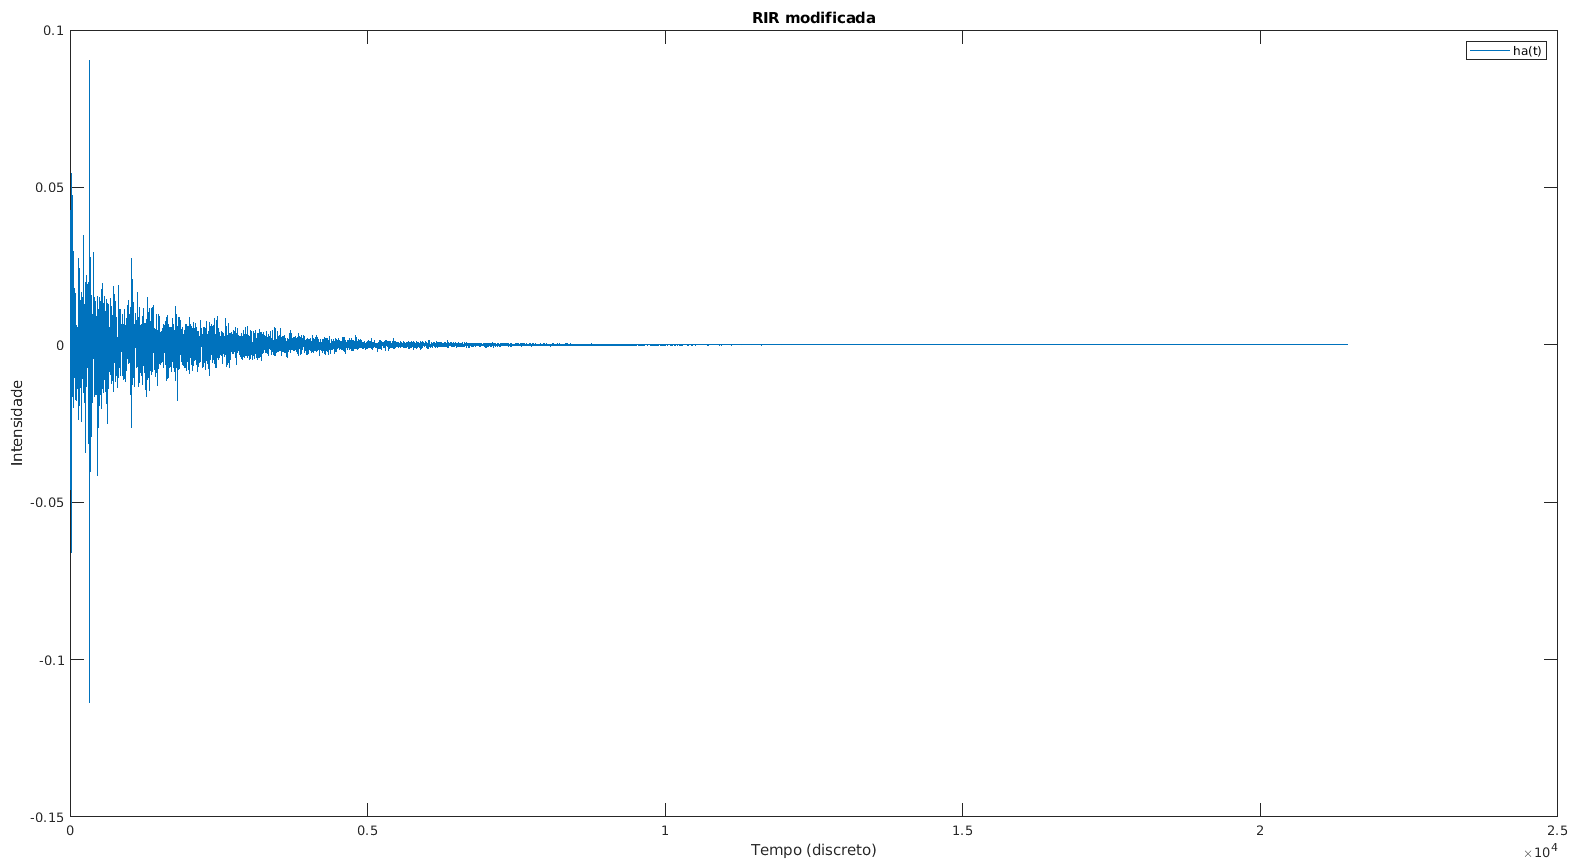 RIR modificada
ha(t)
0.1
0.05
0
-0.05
-0.1
-0.15
Intensidade
0 0.5 1 1.5 2 2.5
Tempo (discreto)
×10⁴